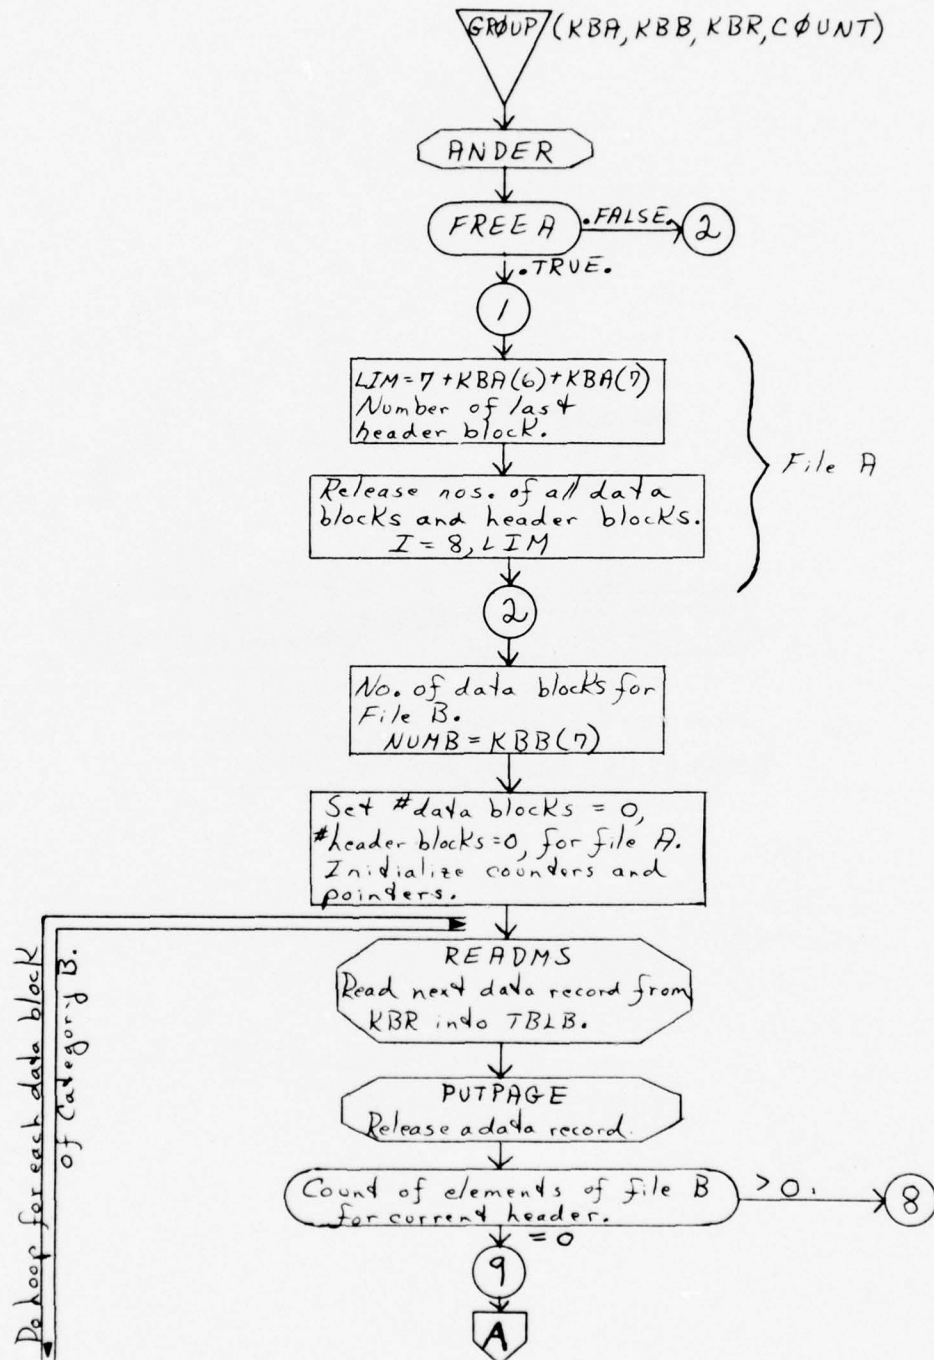 GRØUP (KBA, KBB, KBR, CØUNT)
ANDER
FREE A .FALSE. 2
.TRUE.
1
LIM = 7 + KBA(6) + KBA(7)
Number of last
header block.
Release nos. of all data
blocks and header blocks.
I = 8, LIM
File A
2
No. of data blocks for
File B.
NUMB = KBB(7)
Set #data blocks = 0,
#header blocks = 0, for file A.
Initialize counters and
pointers.
READMS
Read next data record from
KBR into TBLB.
PUTPAGE
Release a data record.
Count of elements of file B > 0. 8
for current header.
= 0
9
A
Do loop for each data block
of Category B.